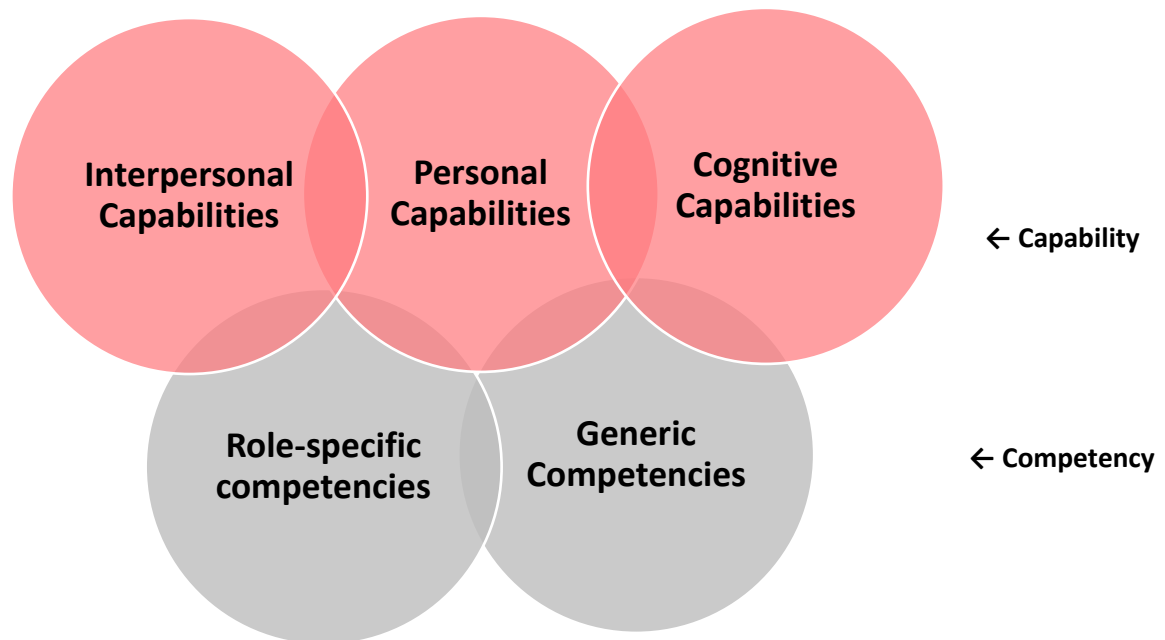 Interpersonal
Capabilities
Personal
Capabilities
Cognitive
Capabilities
← Capability
Role-specific
competencies
Generic
Competencies
← Competency